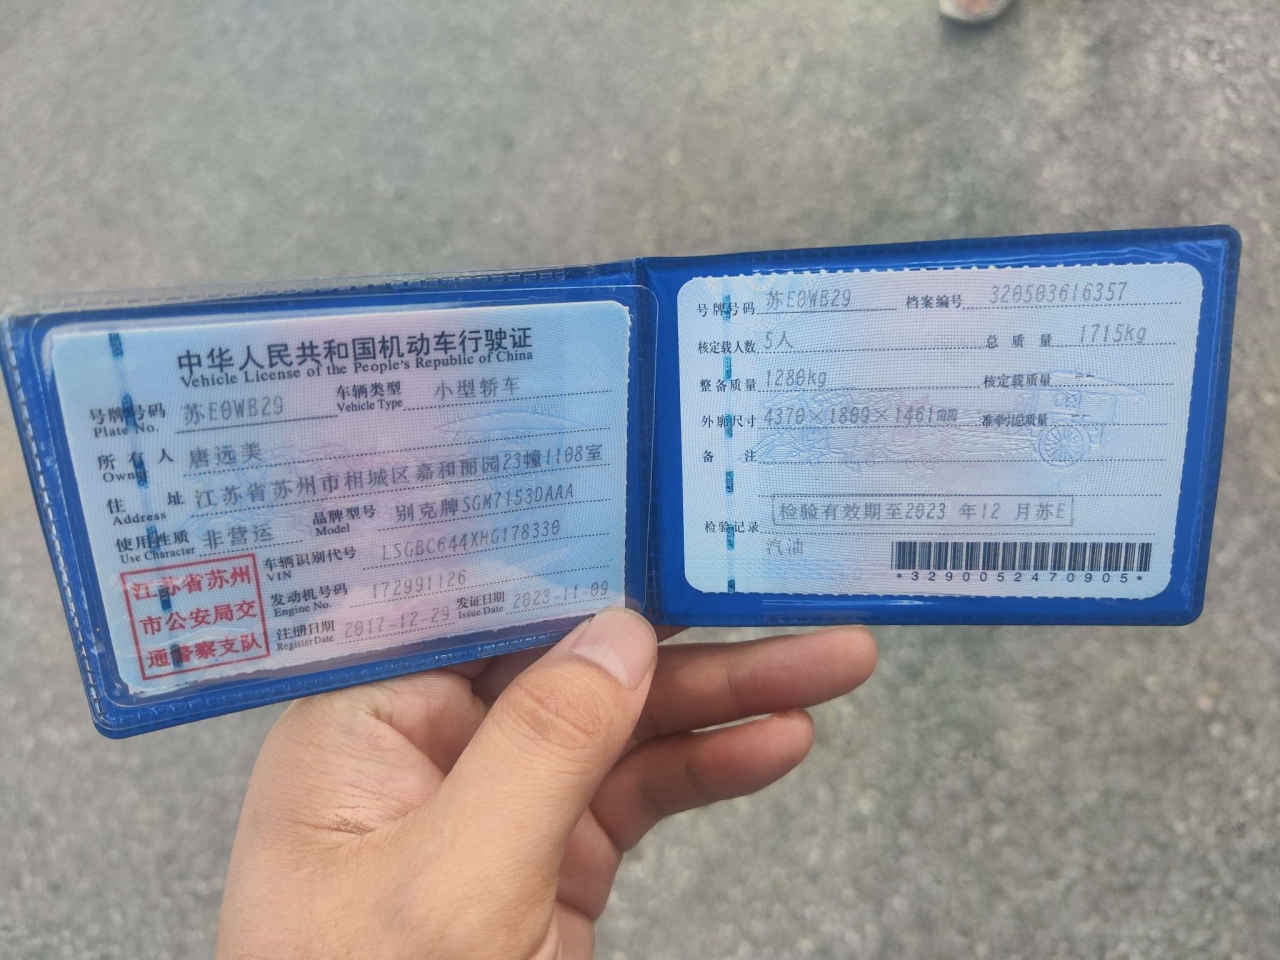 中华人民共和国机动车行驶证
Vehicle License of the People's Republic of China
号牌号码 苏E0WB29 车辆类型 小型轿车
Plate No. Vehicle Type
所有人 唐远美
Owner
住址 江苏省苏州市相城区嘉和丽园23幢1108室
Address
使用性质 非营运 品牌型号 别克牌SGM7153DAAA
Use Character Model
车辆识别代号 LSGBC644XHG178330
VIN
发动机号码 172991126
Engine No.
注册日期 2017-12-29 发证日期 2023-11-09
Register Date Issue Date
江苏省苏州
市公安局交
通警察支队
号牌号码 苏E0WB29 档案编号 320503616357
核定载人数 5人 总质量 1715kg
整备质量 1280kg 核定载质量 --
外廓尺寸 4370×1809×1461mm 准牵引总质量 --
备注
检验记录 检验有效期至2023 年12 月苏E
汽油
*3290052470905*